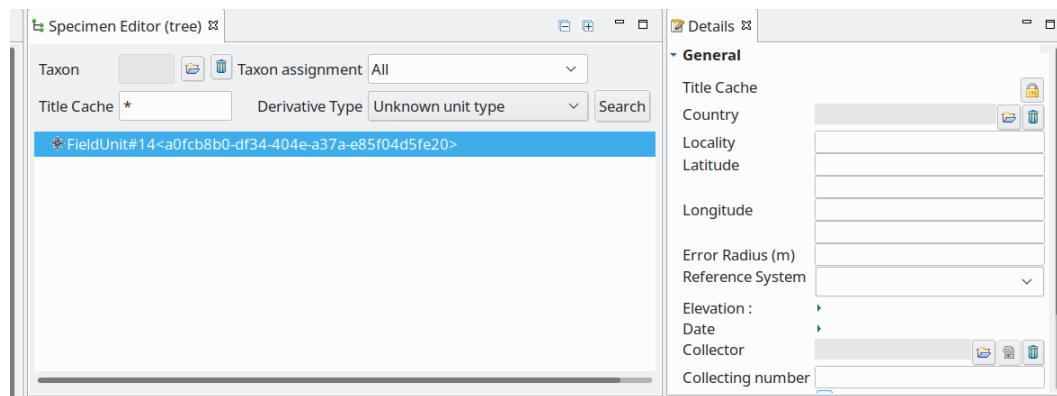 Specimen Editor (tree)
Taxon
Taxon assignment All
Title Cache *
Derivative Type Unknown unit type
Search
FieldUnit#14<a0fcb8b0-df34-404e-a37a-e85f04d5fe20>
Details
General
Title Cache
Country
Locality
Latitude
Longitude
Error Radius (m)
Reference System
Elevation :
Date
Collector
Collecting number